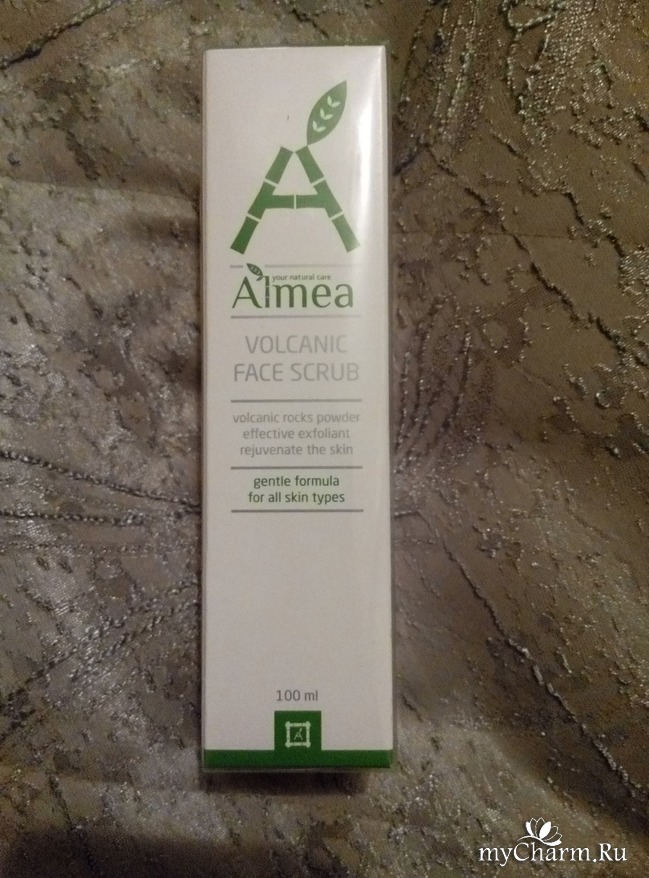 your natural care
Almea
VOLCANIC
FACE SCRUB
volcanic rocks powder
effective exfoliant
rejuvenate the skin
gentle formula
for all skin types
100 ml
myCharm.Ru